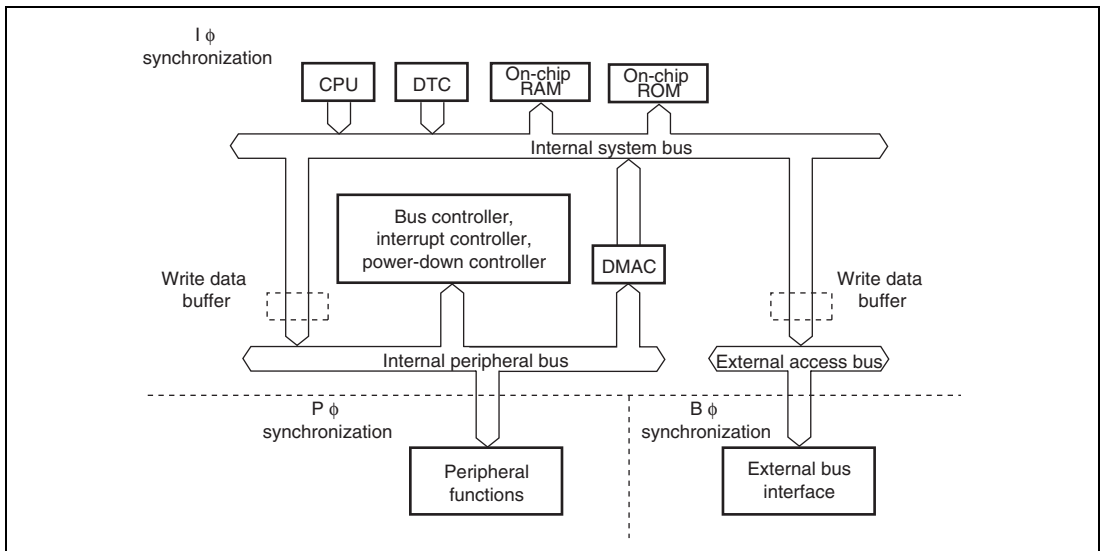 I ϕ
synchronization
CPU
DTC
On-chip
RAM
On-chip
ROM
Internal system bus
Bus controller,
interrupt controller,
power-down controller
DMAC
Write data
buffer
Write data
buffer
Internal peripheral bus
External access bus
P ϕ
synchronization
B ϕ
synchronization
Peripheral
functions
External bus
interface